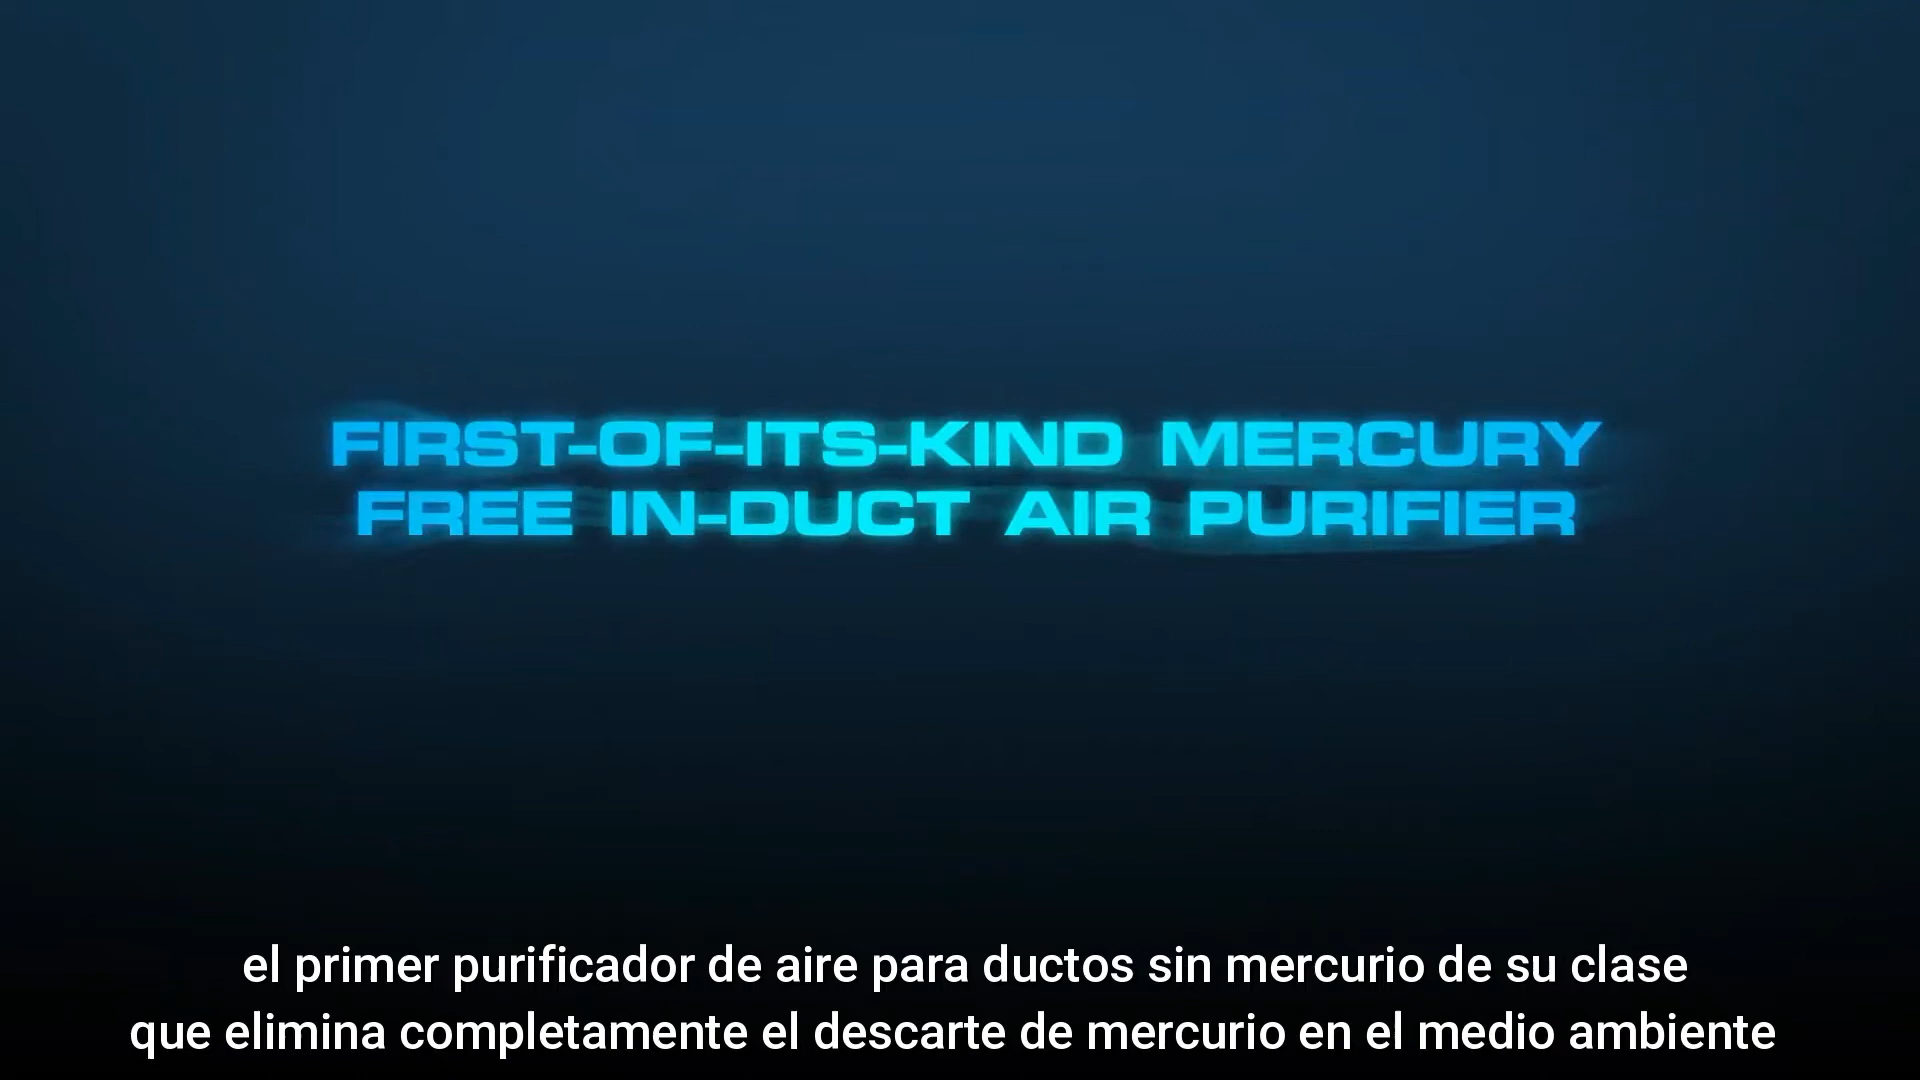 FIRST-OF-ITS-KIND MERCURY
FREE IN-DUCT AIR PURIFIER
el primer purificador de aire para ductos sin mercurio de su clase
que elimina completamente el descarte de mercurio en el medio ambiente